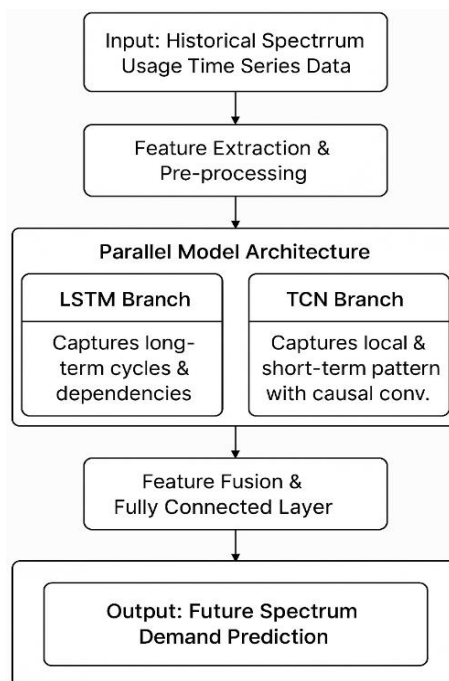 Input: Historical Spectrrum
Usage Time Series Data
Feature Extraction &
Pre-processing
Parallel Model Architecture
LSTM Branch
Captures long-
term cycles &
dependencies
TCN Branch
Captures local &
short-term pattern
with causal conv.
Feature Fusion &
Fully Connected Layer
Output: Future Spectrum
Demand Prediction